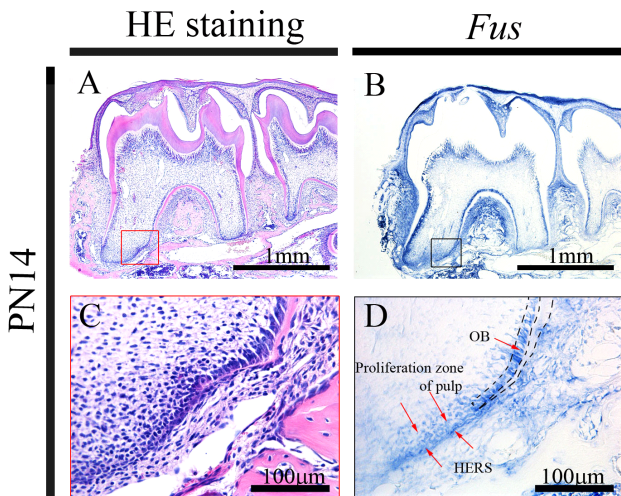 HE staining
Fus
PN14
A
1mm
B
1mm
C
100μm
D
OB
Proliferation zone
of pulp
HERS
100μm